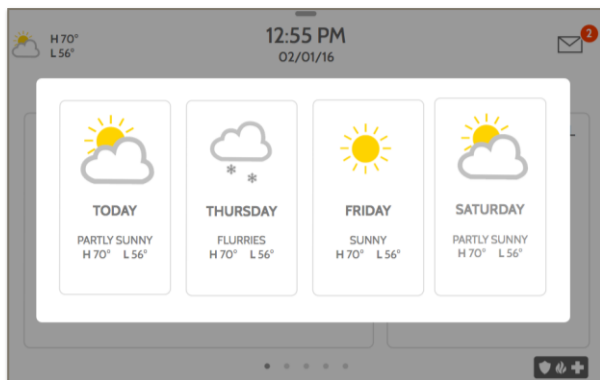 H 70°
L 56°
12:55 PM
02/01/16
2
TODAY
PARTLY SUNNY
H 70° L 56°
THURSDAY
FLURRIES
H 70° L 56°
FRIDAY
SUNNY
H 70° L 56°
SATURDAY
PARTLY SUNNY
H 70° L 56°